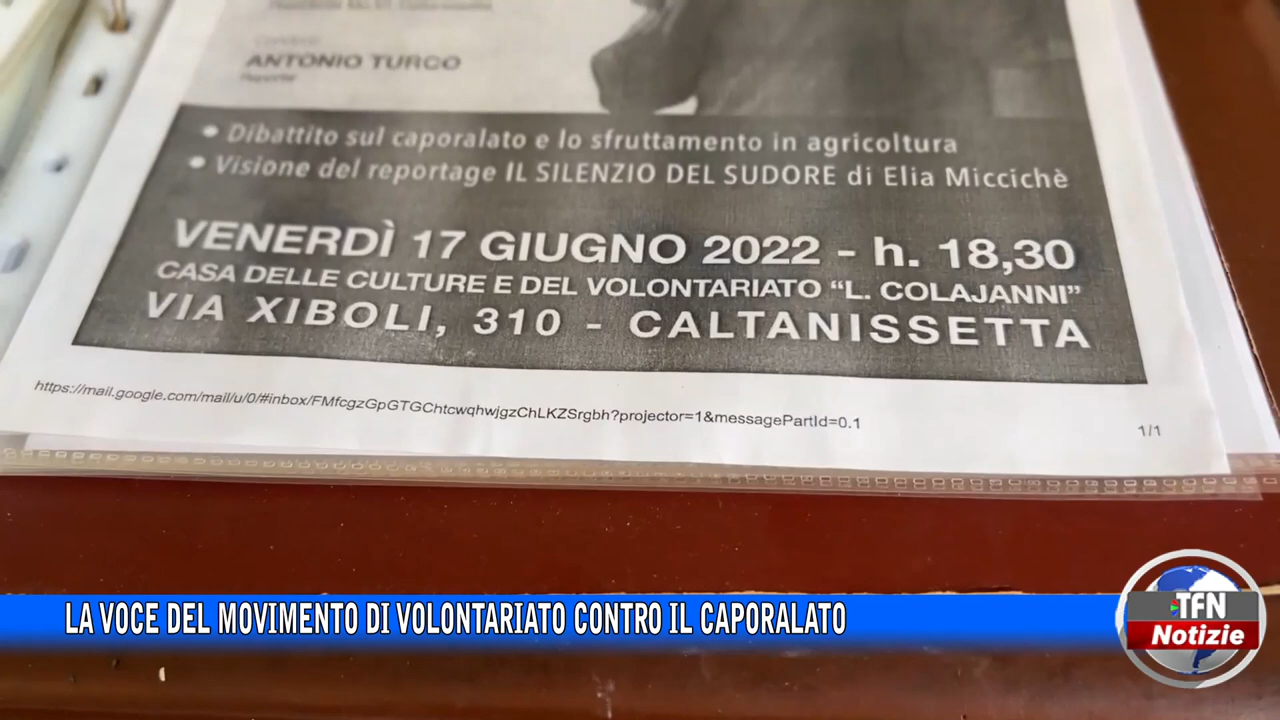 ANTONIO TURCO
• Dibattito sul caporalato e lo sfruttamento in agricoltura
• Visione del reportage IL SILENZIO DEL SUDORE di Elia Miccichè
VENERDÌ 17 GIUGNO 2022 - h. 18,30
CASA DELLE CULTURE E DEL VOLONTARIATO “L. COLAJANNI”
VIA XIBOLI, 310 - CALTANISSETTA
https://mail.google.com/mail/u/0/#inbox/FMfcgzGpGTGChtcwqhwjgzChLKZSrgbh?projector=1&messagePartId=0.1
1/1
LA VOCE DEL MOVIMENTO DI VOLONTARIATO CONTRO IL CAPORALATO
TFN
Notizie